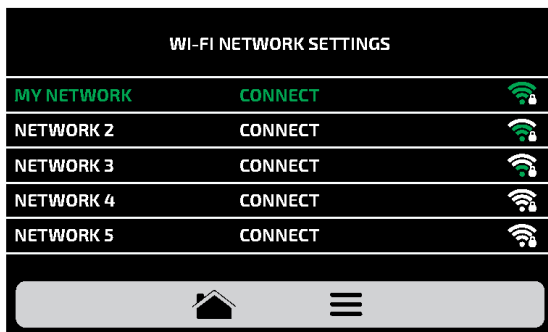 WI-FI NETWORK SETTINGS
MY NETWORK CONNECT
NETWORK 2 CONNECT
NETWORK 3 CONNECT
NETWORK 4 CONNECT
NETWORK 5 CONNECT